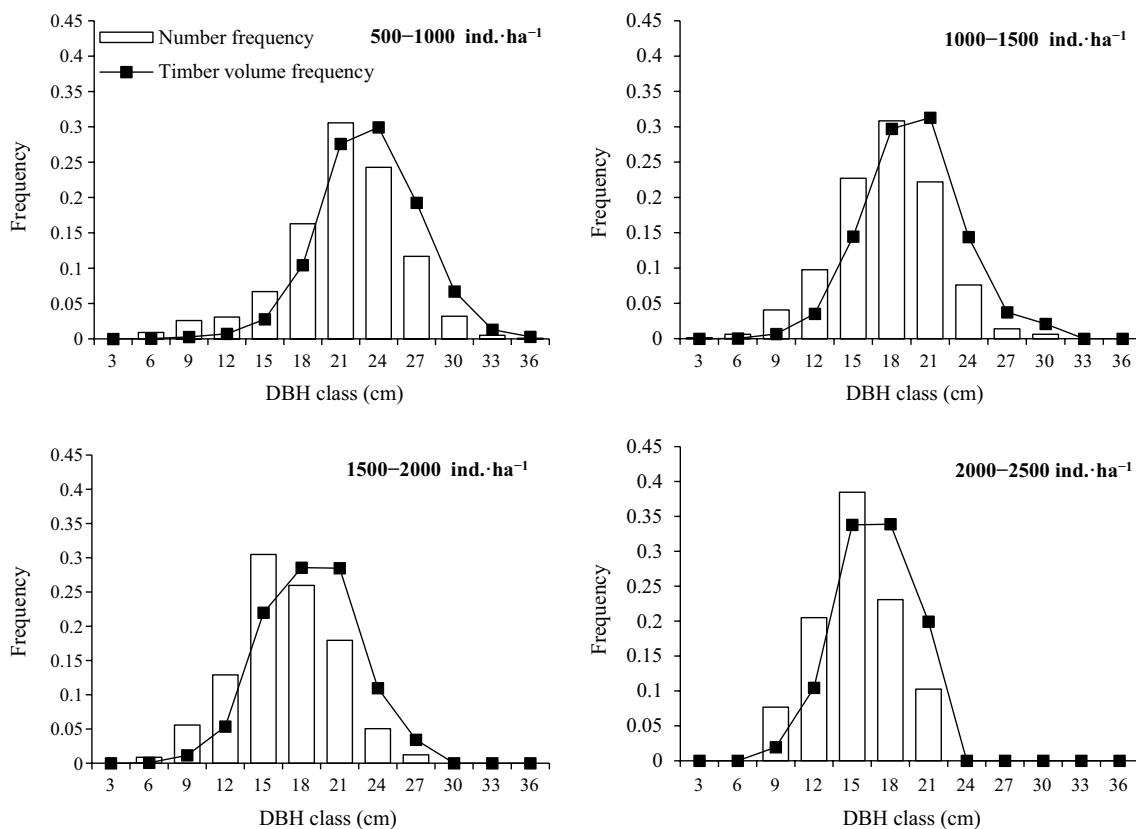 500−1000 ind.·ha⁻¹
Number frequency
Timber volume frequency
Frequency
0.45
0.4
0.35
0.3
0.25
0.2
0.15
0.1
0.05
0
3 6 9 12 15 18 21 24 27 30 33 36
DBH class (cm)
1000−1500 ind.·ha⁻¹
Frequency
0.45
0.4
0.35
0.3
0.25
0.2
0.15
0.1
0.05
0
3 6 9 12 15 18 21 24 27 30 33 36
DBH class (cm)
1500−2000 ind.·ha⁻¹
Frequency
0.45
0.4
0.35
0.3
0.25
0.2
0.15
0.1
0.05
0
3 6 9 12 15 18 21 24 27 30 33 36
DBH class (cm)
2000−2500 ind.·ha⁻¹
Frequency
0.45
0.4
0.35
0.3
0.25
0.2
0.15
0.1
0.05
0
3 6 9 12 15 18 21 24 27 30 33 36
DBH class (cm)